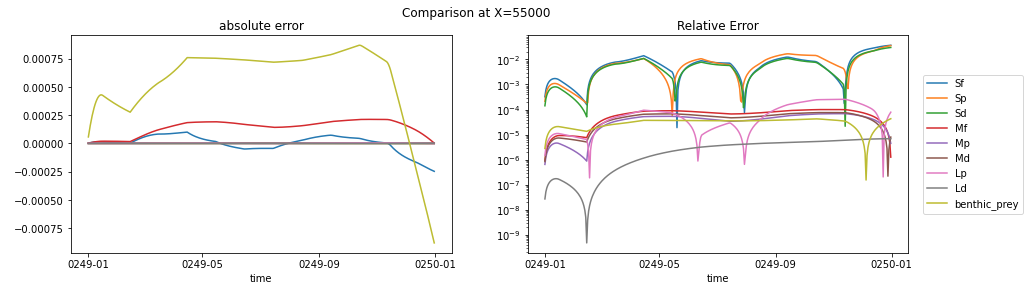 Comparison at X=55000
absolute error
0.00075
0.00050
0.00025
0.00000
−0.00025
−0.00050
−0.00075
0249-01
0249-05
0249-09
0250-01
time
Relative Error
10⁻²
10⁻³
10⁻⁴
10⁻⁵
10⁻⁶
10⁻⁷
10⁻⁸
10⁻⁹
0249-01
0249-05
0249-09
0250-01
time
Sf
Sp
Sd
Mf
Mp
Md
Lp
Ld
benthic_prey